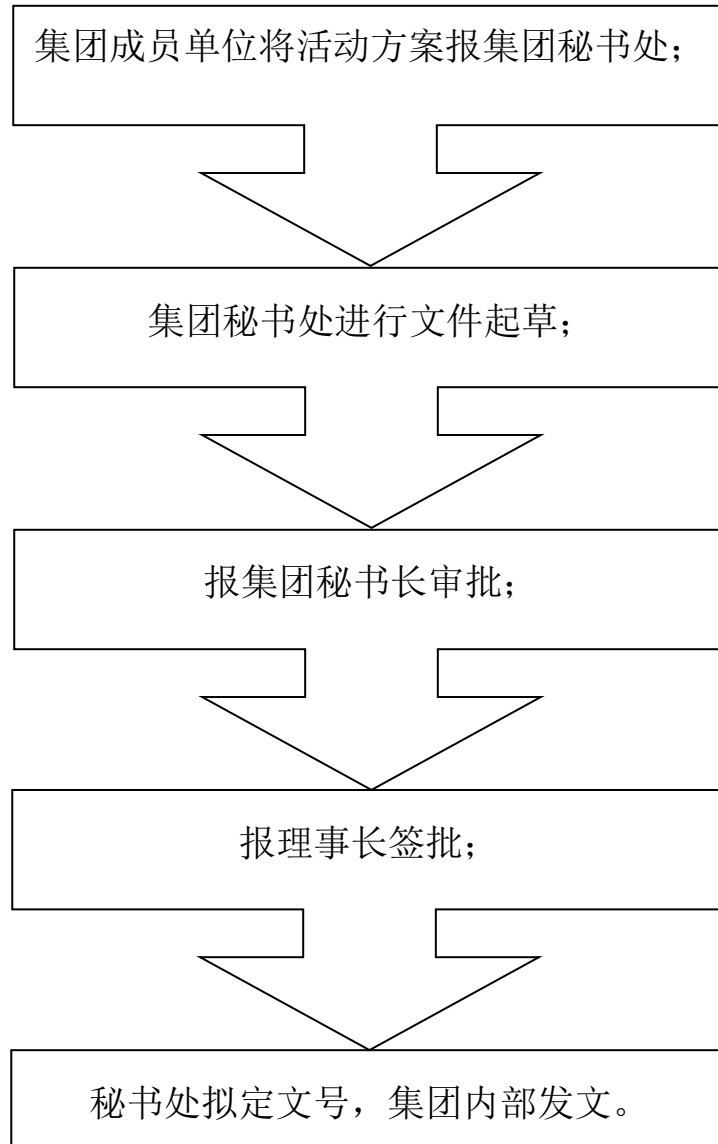 集团成员单位将活动方案报集团秘书处；
集团秘书处进行文件起草；
报集团秘书长审批；
报理事长签批；
秘书处拟定文号，集团内部发文。